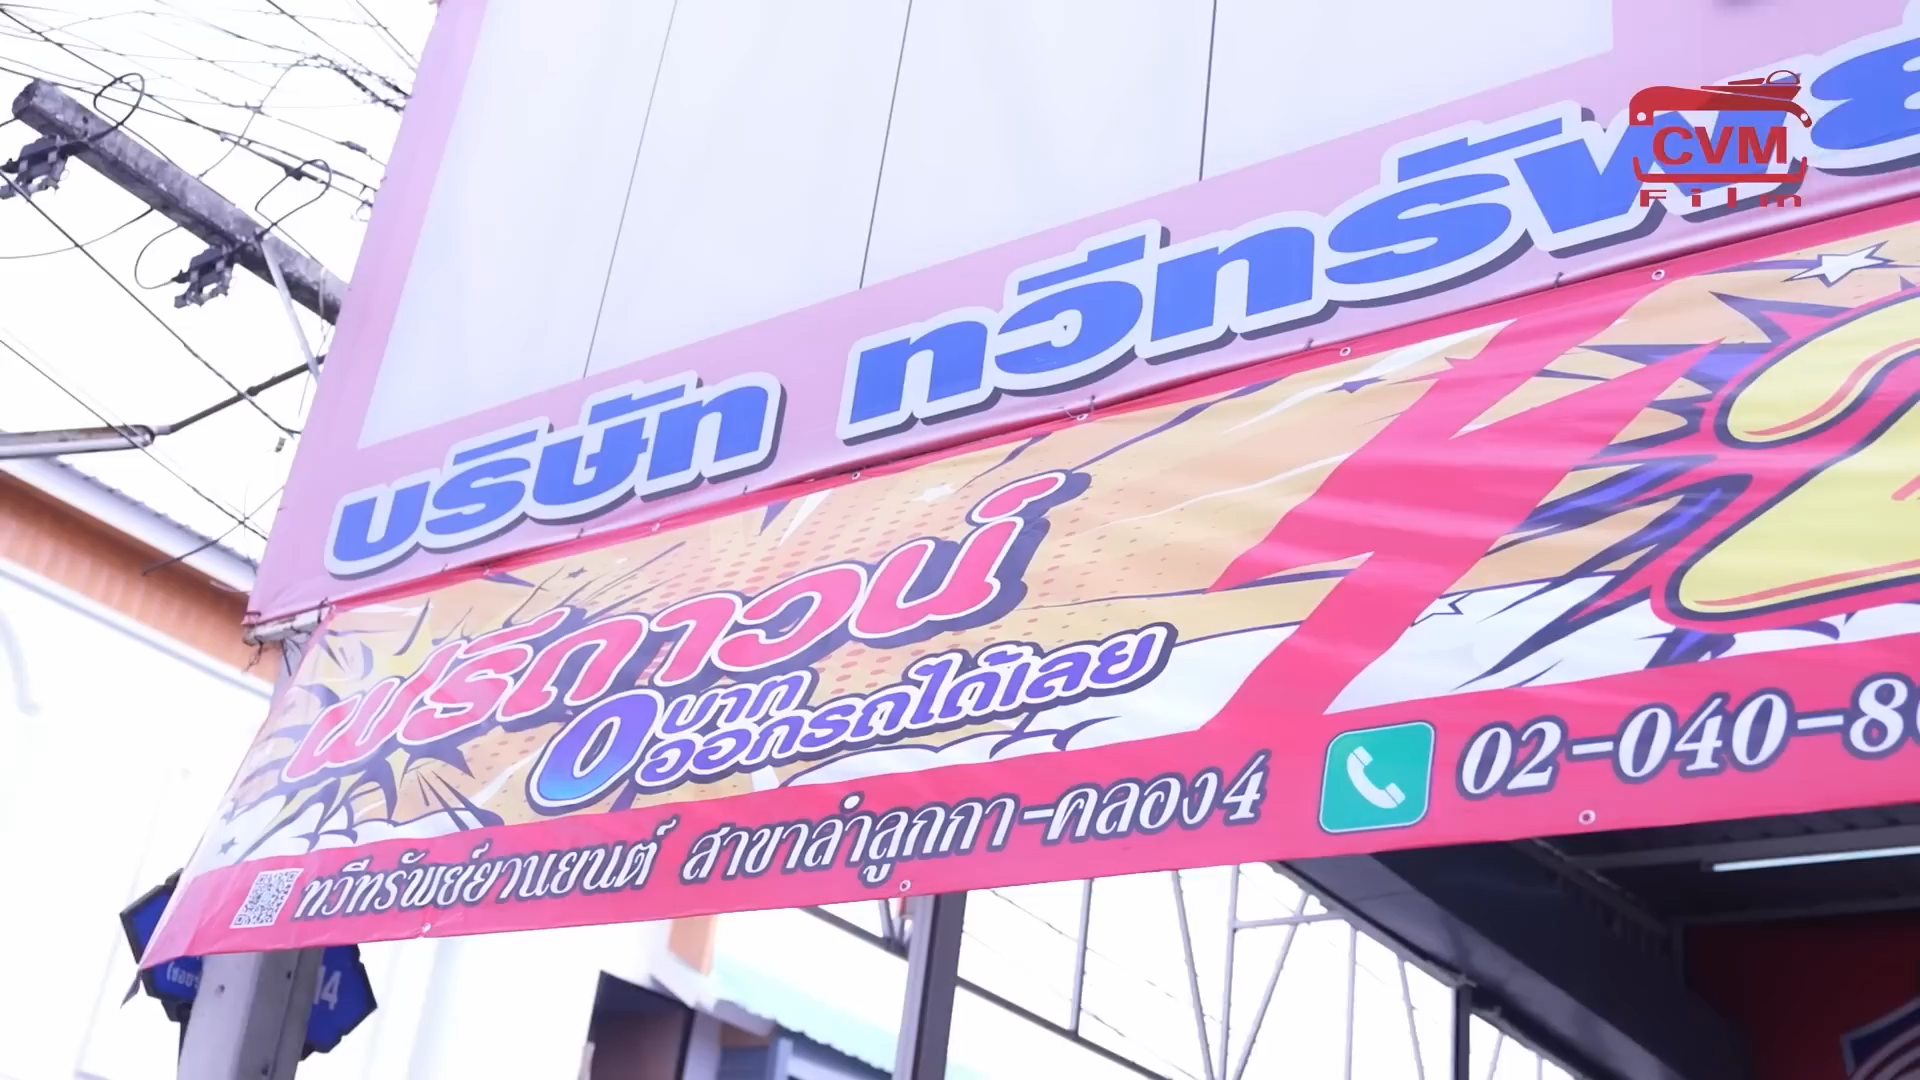 CVM
Film
บริษัท ทวีทรัพย์
ฟรีดาวน์
0 บาท
ออกรถได้เลย
ทวีทรัพย์ยานยนต์ สาขาลำลูกกา-คลอง4
02-040-8
14